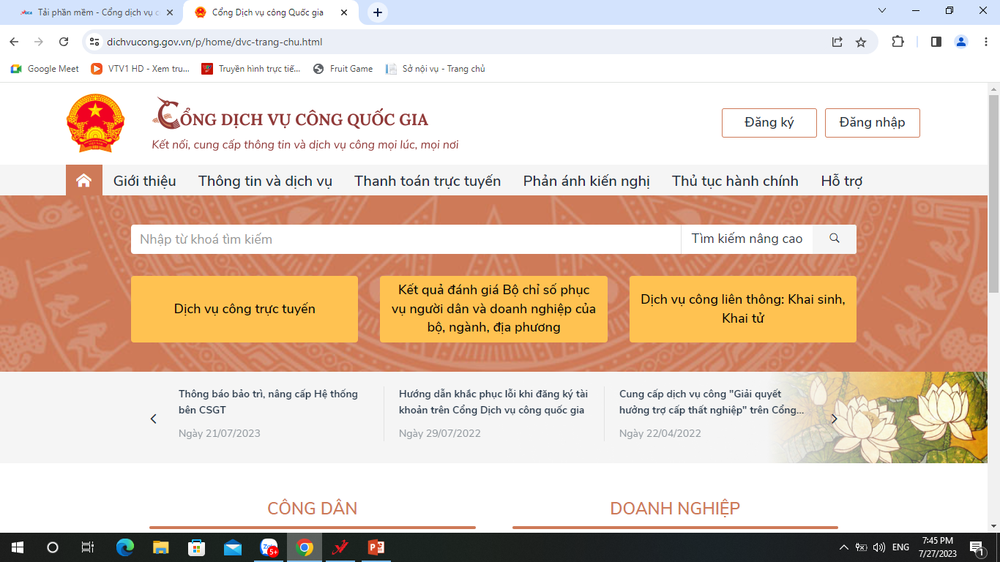 Tải phần mềm - Cổng dịch vụ c
Cổng Dịch vụ công Quốc gia
dichvucong.gov.vn/p/home/dvc-trang-chu.html
Google Meet
VTV1 HD - Xem tru...
Truyền hình trực tiế...
Fruit Game
Sở nội vụ - Trang chủ
CỔNG DỊCH VỤ CÔNG QUỐC GIA
Kết nối, cung cấp thông tin và dịch vụ công mọi lúc, mọi nơi
Đăng ký
Đăng nhập
Giới thiệu
Thông tin và dịch vụ
Thanh toán trực tuyến
Phản ánh kiến nghị
Thủ tục hành chính
Hỗ trợ
Nhập từ khoá tìm kiếm
Tìm kiếm nâng cao
Dịch vụ công trực tuyến
Kết quả đánh giá Bộ chỉ số phục
vụ người dân và doanh nghiệp của
bộ, ngành, địa phương
Dịch vụ công liên thông: Khai sinh,
Khai tử
Thông báo bảo trì, nâng cấp Hệ thống
bên CSGT
Ngày 21/07/2023
Hướng dẫn khắc phục lỗi khi đăng ký tài
khoản trên Cổng Dịch vụ công quốc gia
Ngày 29/07/2022
Cung cấp dịch vụ công "Giải quyết
hưởng trợ cấp thất nghiệp" trên Cổng...
Ngày 22/04/2022
CÔNG DÂN
DOANH NGHIỆP
5+
ENG
7:45 PM
7/27/2023
1